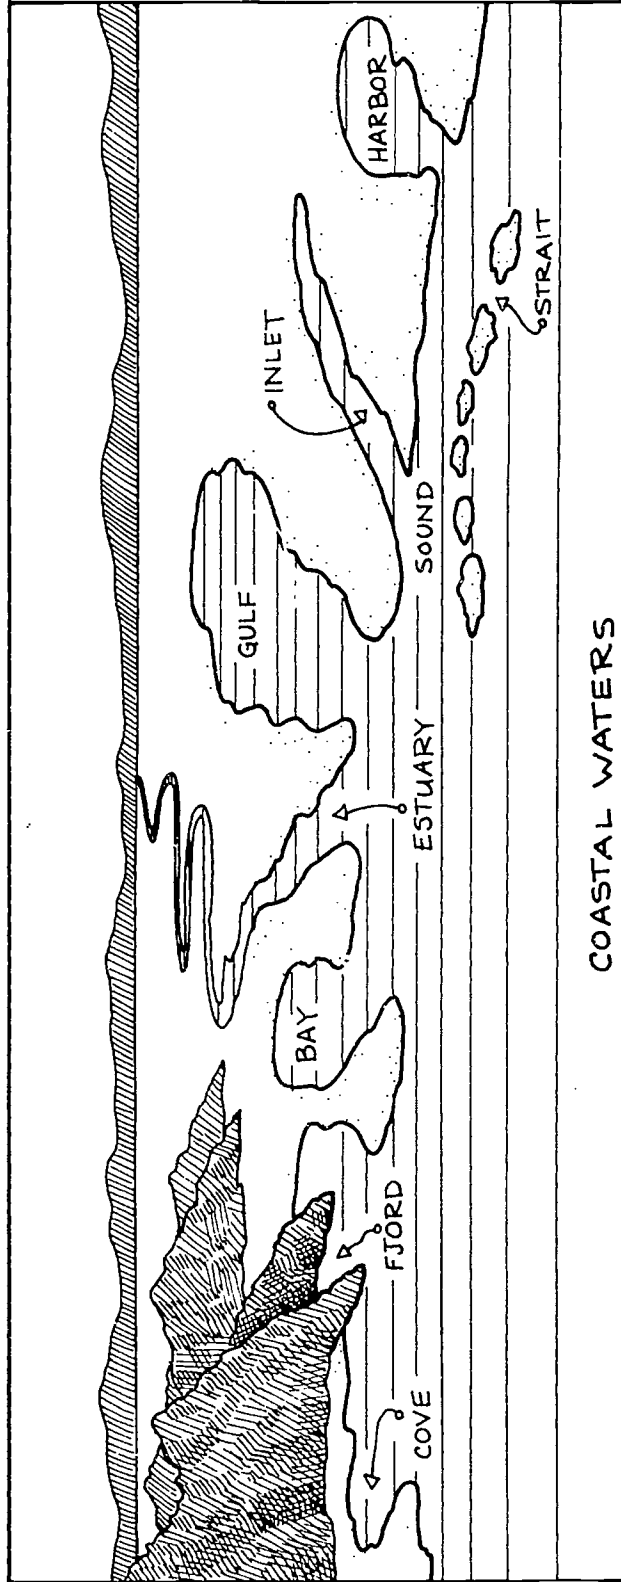 HARBOR
INLET
STRAIT
GULF
SOUND
ESTUARY
BAY
FJORD
COVE
COASTAL WATERS